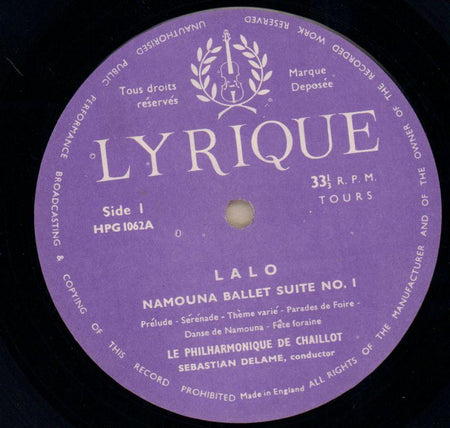 ALL RIGHTS OF THE MANUFACTURER AND OF THE OWNER OF THE RECORDED WORK RESERVED
UNAUTHORISED PUBLIC PERFORMANCE BROADCASTING & COPYING OF THIS RECORD PROHIBITED
Tous droits
réservés
Marque
Deposée
LYRIQUE
Side 1
HPG 1062A
33⅓ R.P.M.
TOURS
LALO
NAMOUNA BALLET SUITE NO. 1
Prélude - Sérénade - Thème varié - Parades de Foire -
Danse de Namouna - Fête foraine
LE PHILHARMONIQUE DE CHAILLOT
SEBASTIAN DELAME, conductor
Made in England